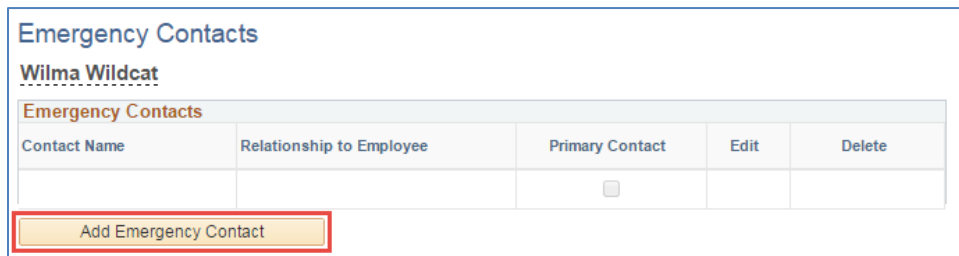 Emergency Contacts
Wilma Wildcat
Emergency Contacts
Contact Name Relationship to Employee Primary Contact Edit Delete
Add Emergency Contact